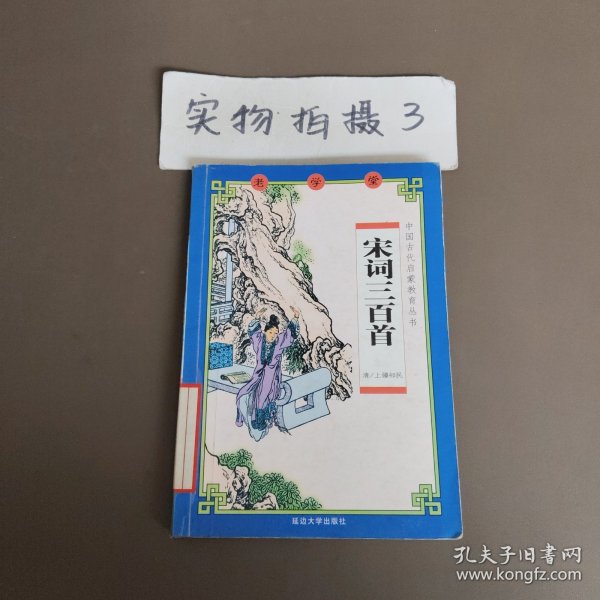 实物拍摄3
老学堂
中国古代启蒙教育丛书
宋词三百首
清/上彊邨民
延边大学出版社
孔夫子旧书网
www.kongfz.com